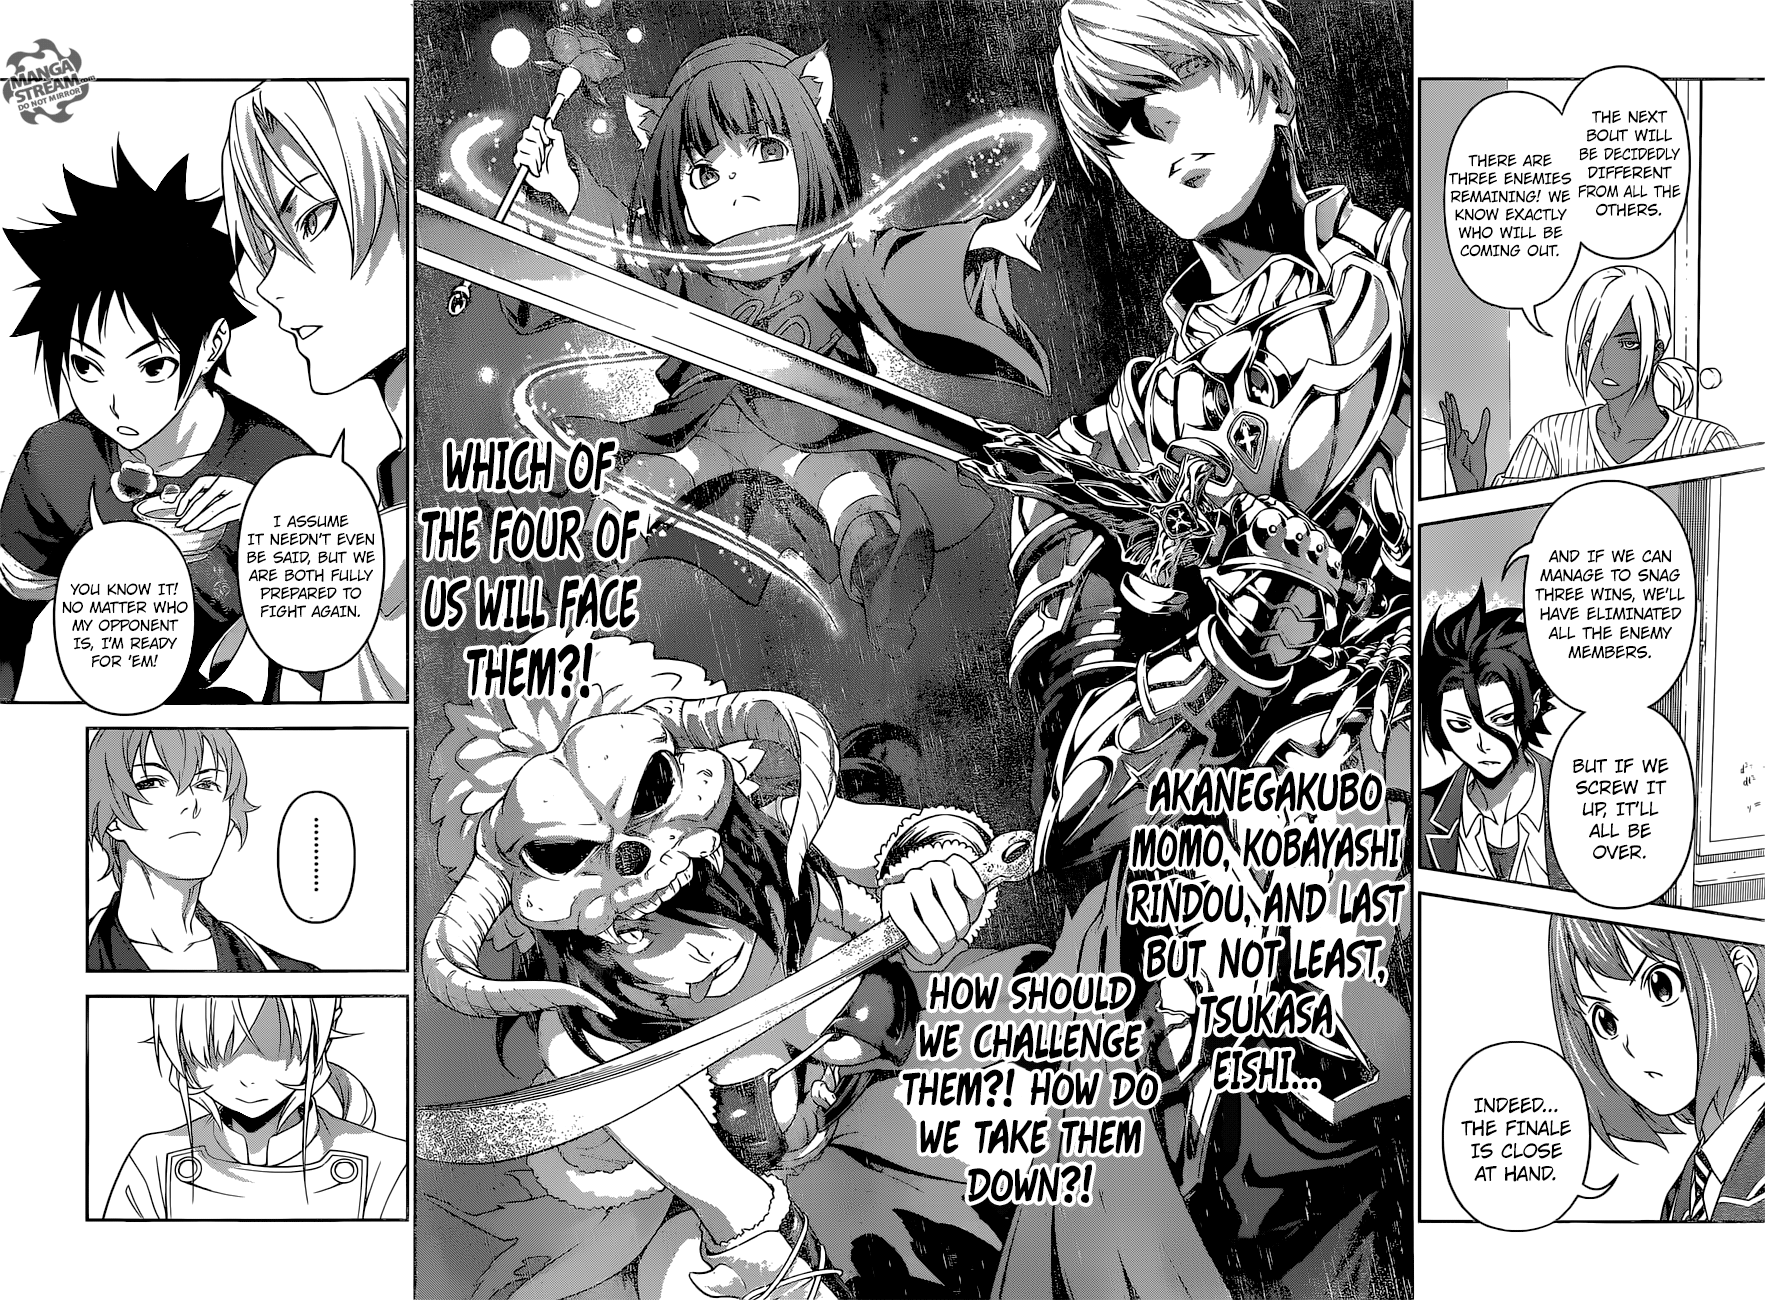 THE NEXT
BOUT WILL
BE DECIDEDLY
DIFFERENT
FROM ALL THE
OTHERS.
THERE ARE
THREE ENEMIES
REMAINING! WE
KNOW EXACTLY
WHO WILL BE
COMING OUT.
AND IF WE CAN
MANAGE TO SNAG
THREE WINS, WE'LL
HAVE ELIMINATED
ALL THE ENEMY
MEMBERS.
BUT IF WE
SCREW IT
UP, IT'LL
ALL BE
OVER.
INDEED...
THE FINALE
IS CLOSE
AT HAND.
AKANEGAKUBO
MOMO, KOBAYASHI
RINDOU, AND LAST
BUT NOT LEAST,
TSUKASA
EISHI...
HOW SHOULD
WE CHALLENGE
THEM?! HOW DO
WE TAKE THEM
DOWN?!
WHICH OF
THE FOUR OF
US WILL FACE
THEM?!
I ASSUME
IT NEEDN'T EVEN
BE SAID, BUT WE
ARE BOTH FULLY
PREPARED TO
FIGHT AGAIN.
YOU KNOW IT!
NO MATTER WHO
MY OPPONENT
IS, I'M READY
FOR 'EM!
..........
MANGA
STREAM.com
DO NOT MIRROR